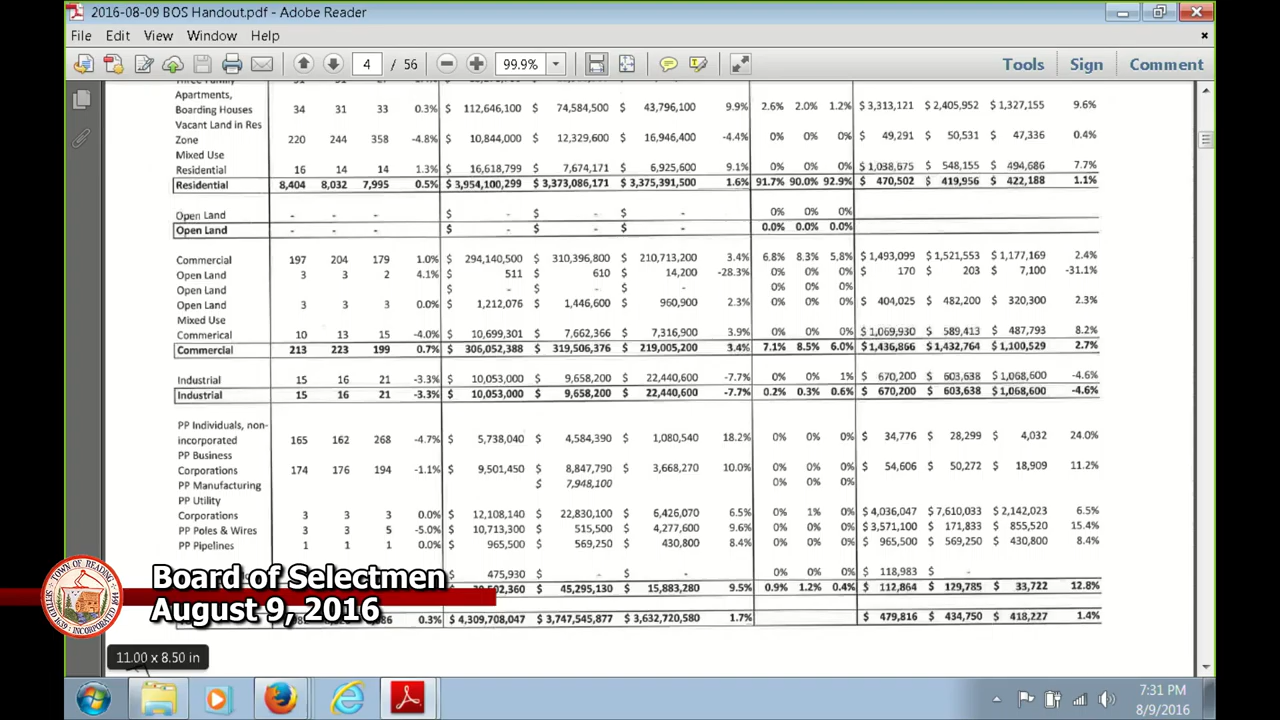 2016-08-09 BOS Handout.pdf - Adobe Reader
File Edit View Window Help
4 / 56 99.9% Tools Sign Comment
Apartments,
Boarding Houses 34 31 33 0.3% $ 112,646,100 $ 74,584,500 $ 43,796,100 9.9% 2.6% 2.0% 1.2% $ 3,313,121 $ 2,405,952 $ 1,327,155 9.6%
Vacant Land in Res
Zone 220 244 358 -4.8% $ 10,844,000 $ 12,329,600 $ 16,946,400 -4.4% 0% 0% 0% $ 49,291 $ 50,531 $ 47,336 0.4%
Mixed Use
Residential 16 14 14 1.3% $ 16,618,799 $ 7,674,171 $ 6,925,600 9.1% 0% 0% 0% $ 1,038,675 $ 548,155 $ 494,686 7.7%
Residential 8,404 8,032 7,995 0.5% $ 3,954,100,299 $ 3,373,086,171 $ 3,375,391,500 1.6% 91.7% 90.0% 92.9% $ 470,502 $ 419,956 $ 422,188 1.1%
Open Land - - - $ - $ - $ - 0% 0% 0%
Open Land - - - $ - $ - $ - 0.0% 0.0% 0.0%
Commercial 197 204 179 1.0% $ 294,140,500 $ 310,396,800 $ 210,713,200 3.4% 6.8% 8.3% 5.8% $ 1,493,099 $ 1,521,553 $ 1,177,169 2.4%
Open Land 3 3 2 4.1% $ 511 $ 610 $ 14,200 -28.3% 0% 0% 0% $ 170 $ 203 $ 7,100 -31.1%
Open Land $ - $ - $ - 0% 0% 0%
Open Land 3 3 3 0.0% $ 1,212,076 $ 1,446,600 $ 960,900 2.3% 0% 0% 0% $ 404,025 $ 482,200 $ 320,300 2.3%
Mixed Use
Commerical 10 13 15 -4.0% $ 10,699,301 $ 7,662,366 $ 7,316,900 3.9% 0% 0% 0% $ 1,069,930 $ 589,413 $ 487,793 8.2%
Commercial 213 223 199 0.7% $ 306,052,388 $ 319,506,376 $ 219,005,200 3.4% 7.1% 8.5% 6.0% $ 1,436,866 $ 1,432,764 $ 1,100,529 2.7%
Industrial 15 16 21 -3.3% $ 10,053,000 $ 9,658,200 $ 22,440,600 -7.7% 0% 0% 1% $ 670,200 $ 603,638 $ 1,068,600 -4.6%
Industrial 15 16 21 -3.3% $ 10,053,000 $ 9,658,200 $ 22,440,600 -7.7% 0.2% 0.3% 0.6% $ 670,200 $ 603,638 $ 1,068,600 -4.6%
PP Individuals, non-
incorporated 165 162 268 -4.7% $ 5,738,040 $ 4,584,390 $ 1,080,540 18.2% 0% 0% 0% $ 34,776 $ 28,299 $ 4,032 24.0%
PP Business
Corporations 174 176 194 -1.1% $ 9,501,450 $ 8,847,790 $ 3,668,270 10.0% 0% 0% 0% $ 54,606 $ 50,272 $ 18,909 11.2%
PP Manufacturing $ 7,948,100 0% 0% 0%
PP Utility
Corporations 3 3 3 0.0% $ 12,108,140 $ 22,830,100 $ 6,426,070 6.5% 0% 1% 0% $ 4,036,047 $ 7,610,033 $ 2,142,023 6.5%
PP Poles & Wires 3 3 5 -5.0% $ 10,713,300 $ 515,500 $ 4,277,600 9.6% 0% 0% 0% $ 3,571,100 $ 171,833 $ 855,520 15.4%
PP Pipelines 1 1 1 0.0% $ 965,500 $ 569,250 $ 430,800 8.4% 0% 0% 0% $ 965,500 $ 569,250 $ 430,800 8.4%
$ 475,930 $ - $ - 0% 0% 0% $ 118,983 $ -
502,360 $ 45,295,130 $ 15,883,280 9.5% 0.9% 1.2% 0.4% $ 112,864 $ 129,785 $ 33,722 12.8%
0.3% $ 4,309,708,047 $ 3,747,545,877 $ 3,632,720,580 1.7% $ 479,816 $ 434,750 $ 418,227 1.4%
TOWN OF READING
Board of Selectmen
August 9, 2016
11.00 x 8.50 in
7:31 PM
8/9/2016